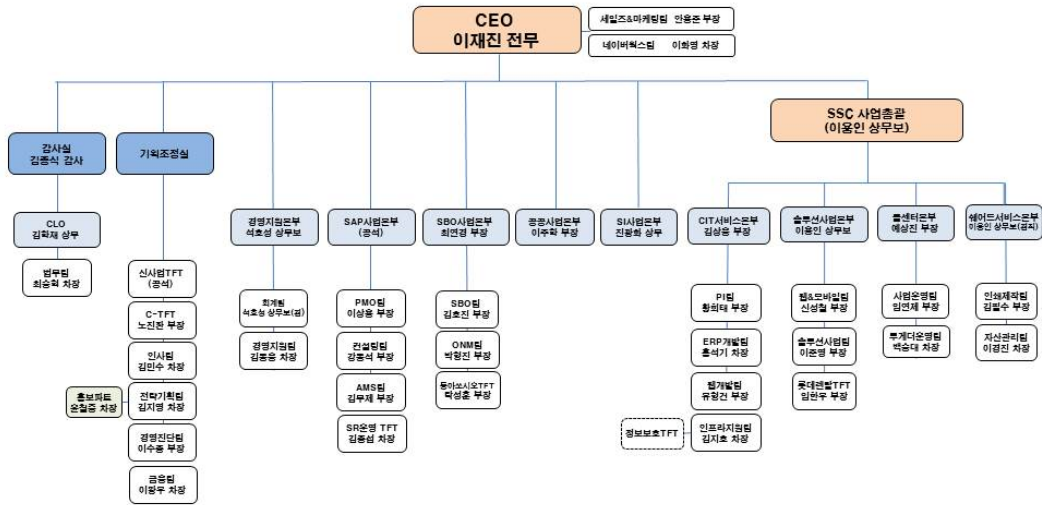 CEO
이재진 전무
세일즈&마케팅팀 안용준 부장
네이버웍스팀 이화영 차장
SSC 사업총괄
(이웅인 상무보)
감사실
김종식 감사
기획조정실
CLO
김학재 상무
법무팀
최승혁 차장
신사업TFT
(공석)
C-TFT
노진환 부장
인사팀
김민수 차장
홍보파트
윤철중 차장
전략기획팀
김지영 차장
경영진단팀
이수종 부장
금융팀
이왕우 차장
경영지원본부
석호성 상무보
회계팀
석호성 상무보(겸)
경영지원팀
김동용 차장
SAP사업본부
(공석)
PMO팀
이상용 부장
컨설팅팀
강동석 부장
AMS팀
김무제 부장
SR운영 TFT
김종섭 차장
SBO사업본부
최연경 부장
SBO팀
김호진 부장
ONM팀
박형진 부장
동아쏘시오TFT
탁성훈 부장
공공사업본부
이주학 부장
SI사업본부
진광화 상무
CIT서비스본부
김상용 부장
PI팀
황희태 부장
ERP개발팀
홍석기 차장
웹개발팀
유형건 부장
정보보호TFT
인프라지원팀
김지호 차장
솔루션사업본부
이웅인 상무보
웹&모바일팀
신성철 부장
솔루션사업팀
이준영 부장
롯데렌탈TFT
임한우 부장
콜센터본부
예상진 부장
사업운영팀
임연제 부장
투게더운영팀
백승대 차장
쉐어드서비스본부
이웅인 상무보(겸직)
인쇄제작팀
김필수 부장
자산관리팀
이경진 차장